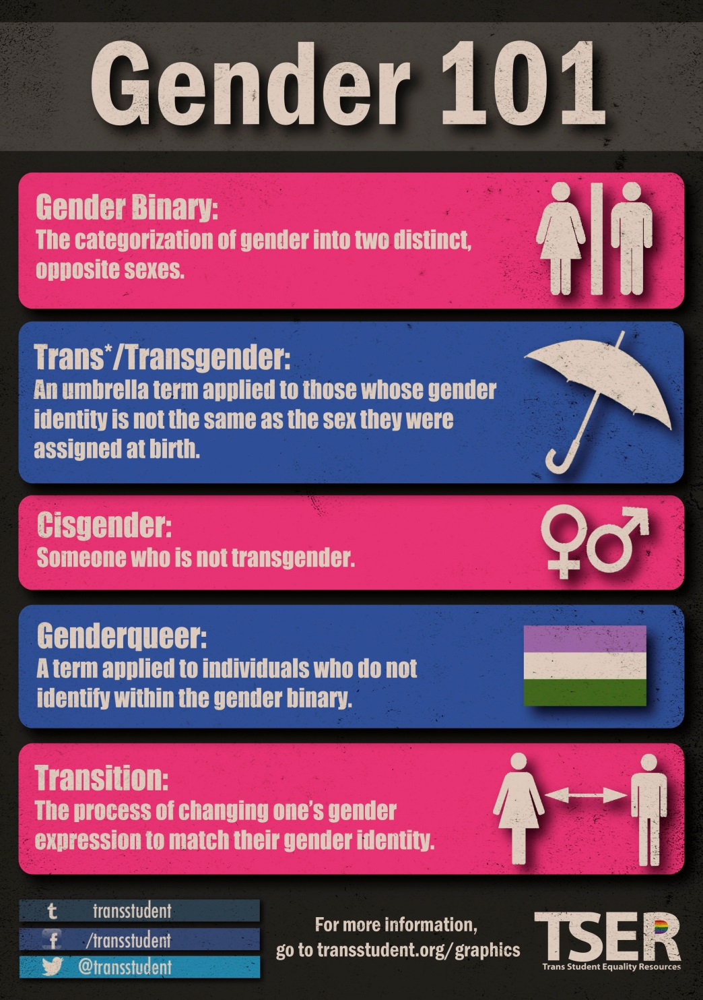 Gender 101
Gender Binary:
The categorization of gender into two distinct,
opposite sexes.
Trans*/Transgender:
An umbrella term applied to those whose gender
identity is not the same as the sex they were
assigned at birth.
Cisgender:
Someone who is not transgender.
Genderqueer:
A term applied to individuals who do not
identify within the gender binary.
Transition:
The process of changing one's gender
expression to match their gender identity.
t transstudent
f /transstudent
@transstudent
For more information,
go to transstudent.org/graphics
TSER
Trans Student Equality Resources